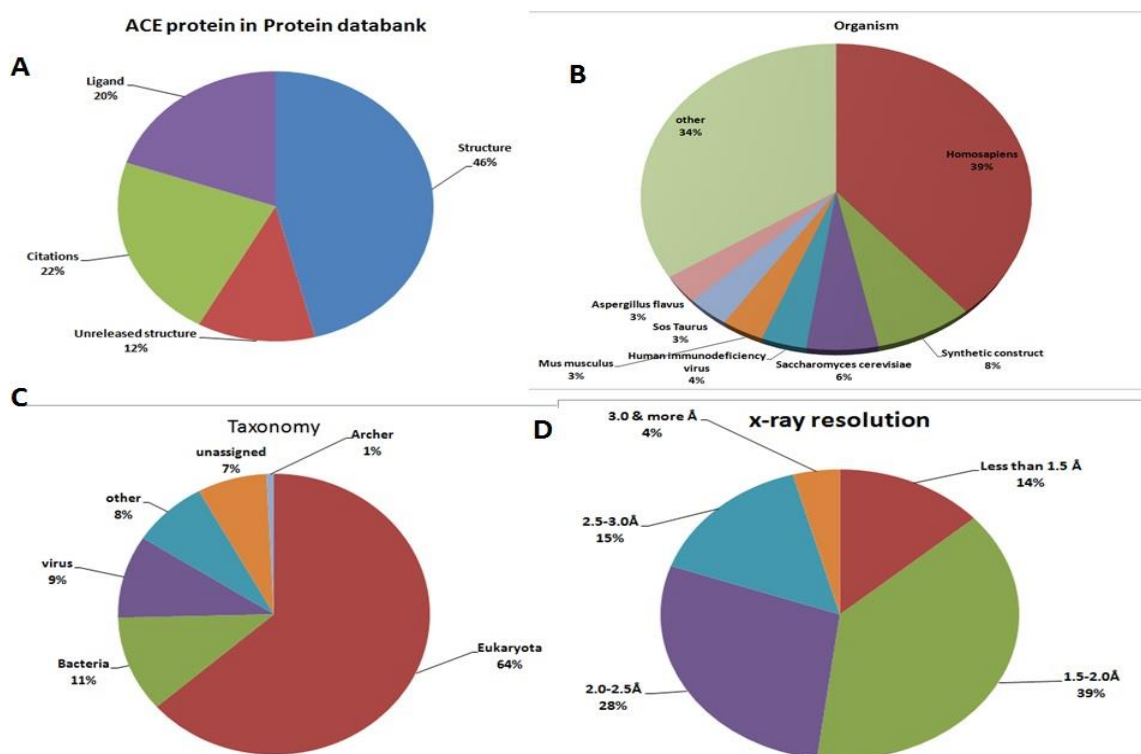 ACE protein in Protein databank
A
Ligand
20%
Structure
46%
Citations
22%
Unreleased structure
12%
Organism
B
other
34%
Homosapiens
39%
Aspergillus flavus
3%
Sos Taurus
3%
Mus musculus
3%
Human immunodeficiency
virus
4%
Saccharomyces cerevisiae
6%
Synthetic construct
8%
C
Taxonomy
Archer
1%
unassigned
7%
other
8%
virus
9%
Bacteria
11%
Eukaryota
64%
D
x-ray resolution
3.0 & more Å
4%
Less than 1.5 Å
14%
2.5-3.0Å
15%
2.0-2.5Å
28%
1.5-2.0Å
39%